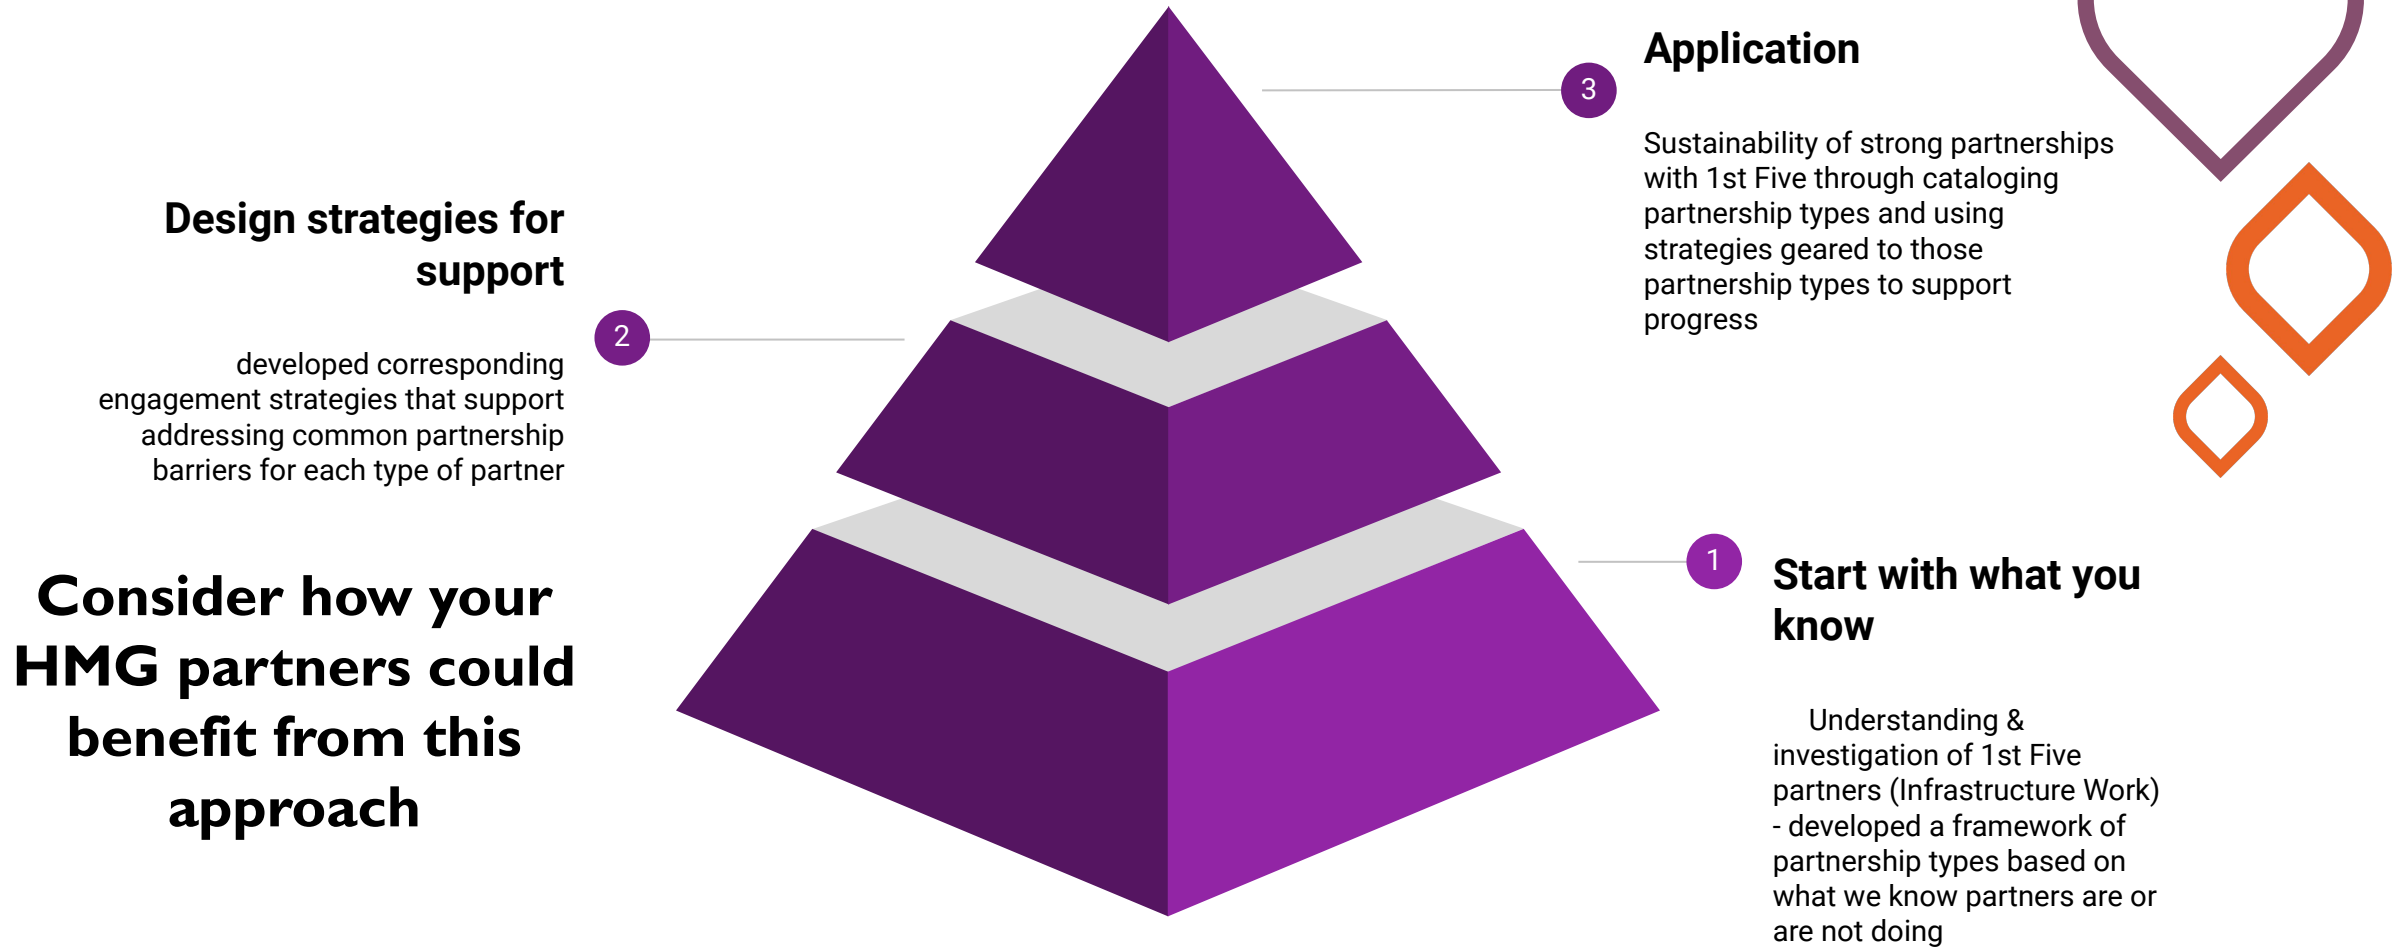 Application
3
Sustainability of strong partnerships
with 1st Five through cataloging
partnership types and using
strategies geared to those
partnership types to support
progress
Design strategies for
support
2
developed corresponding
engagement strategies that support
addressing common partnership
barriers for each type of partner
1
Start with what you
know
Understanding &
investigation of 1st Five
partners (Infrastructure Work)
- developed a framework of
partnership types based on
what we know partners are or
are not doing
Consider how your
HMG partners could
benefit from this
approach